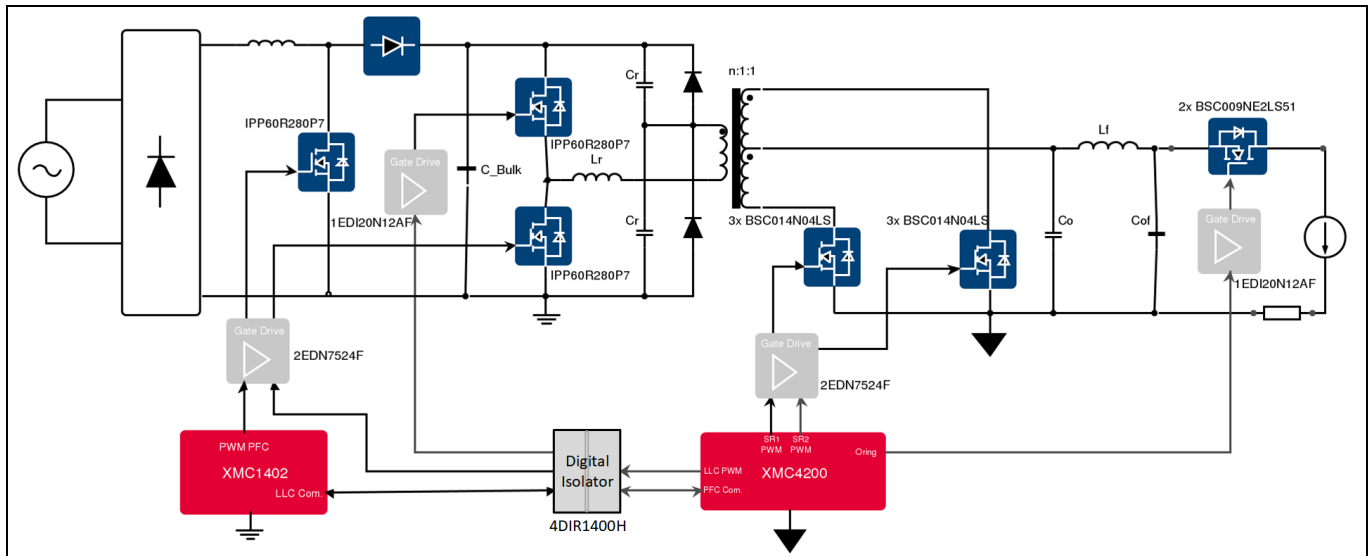 n:1:1
Cr
2x BSC009NE2LS51
IPP60R280P7
Lf
IPP60R280P7
Gate Drive
Lr
C_Bulk
1EDI20N12AF
3x BSC014N04LS
3x BSC014N04LS
Gate Drive
Cr
Co
Cof
IPP60R280P7
1EDI20N12AF
Gate Drive
Gate Drive
2EDN7524F
2EDN7524F
PWM PFC
SR1
PWM
SR2
PWM
Oring
XMC1402
Digital
Isolator
LLC PWM
XMC4200
LLC Com.
PFC Com.
4DIR1400H